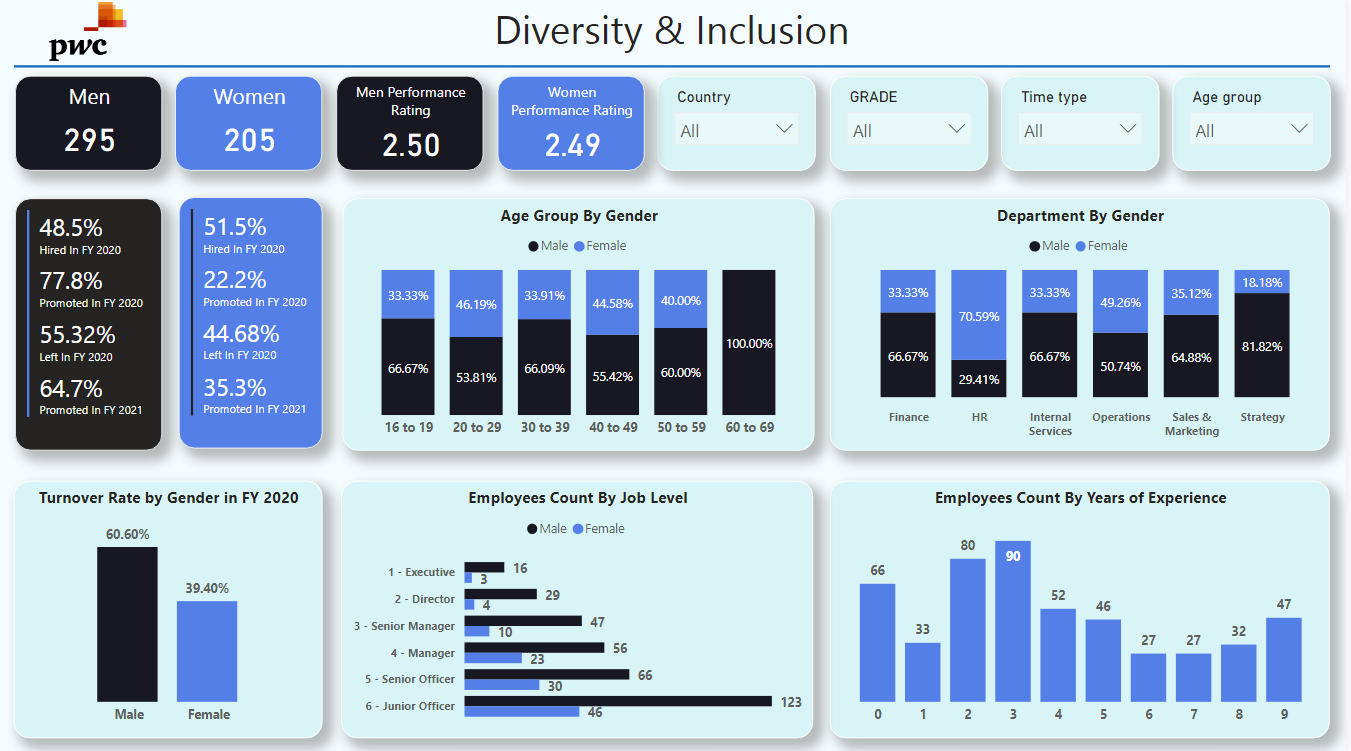 pwc
Diversity & Inclusion
Men
295
Women
205
Men Performance
Rating
2.50
Women
Performance Rating
2.49
Country
All
GRADE
All
Time type
All
Age group
All
48.5%
Hired In FY 2020
77.8%
Promoted In FY 2020
55.32%
Left In FY 2020
64.7%
Promoted In FY 2021
51.5%
Hired In FY 2020
22.2%
Promoted In FY 2020
44.68%
Left In FY 2020
35.3%
Promoted In FY 2021
Age Group By Gender
Male Female
33.33% 46.19% 33.91% 44.58% 40.00% 100.00%
66.67% 53.81% 66.09% 55.42% 60.00%
16 to 19 20 to 29 30 to 39 40 to 49 50 to 59 60 to 69
Department By Gender
Male Female
33.33% 70.59% 33.33% 49.26% 35.12% 18.18%
66.67% 29.41% 66.67% 50.74% 64.88% 81.82%
Finance HR Internal Operations Sales & Strategy
Services Marketing
Turnover Rate by Gender in FY 2020
60.60%
39.40%
Male Female
Employees Count By Job Level
Male Female
1 - Executive 16
3
2 - Director 29
4
3 - Senior Manager 47
10
4 - Manager 56
23
5 - Senior Officer 66
30
6 - Junior Officer 123
46
Employees Count By Years of Experience
66 33 80 90 52 46 27 27 32 47
0 1 2 3 4 5 6 7 8 9